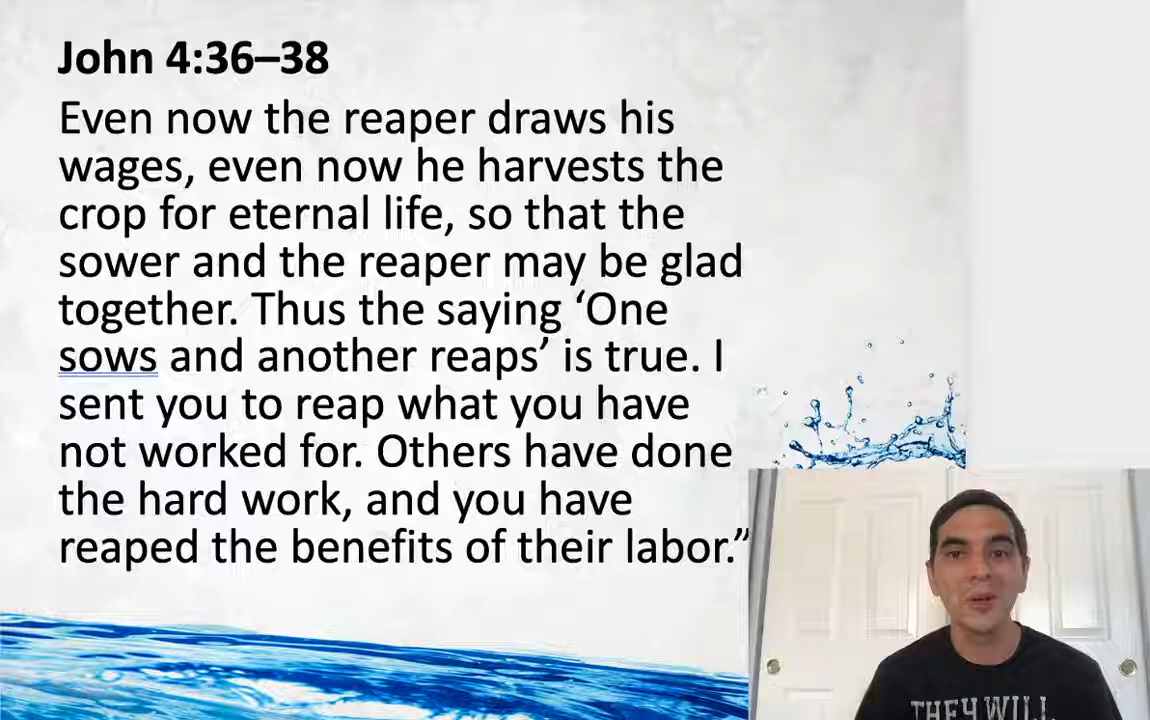 John 4:36–38
Even now the reaper draws his
wages, even now he harvests the
crop for eternal life, so that the
sower and the reaper may be glad
together. Thus the saying ‘One
sows and another reaps’ is true. I
sent you to reap what you have
not worked for. Others have done
the hard work, and you have
reaped the benefits of their labor.”
THEY WILL